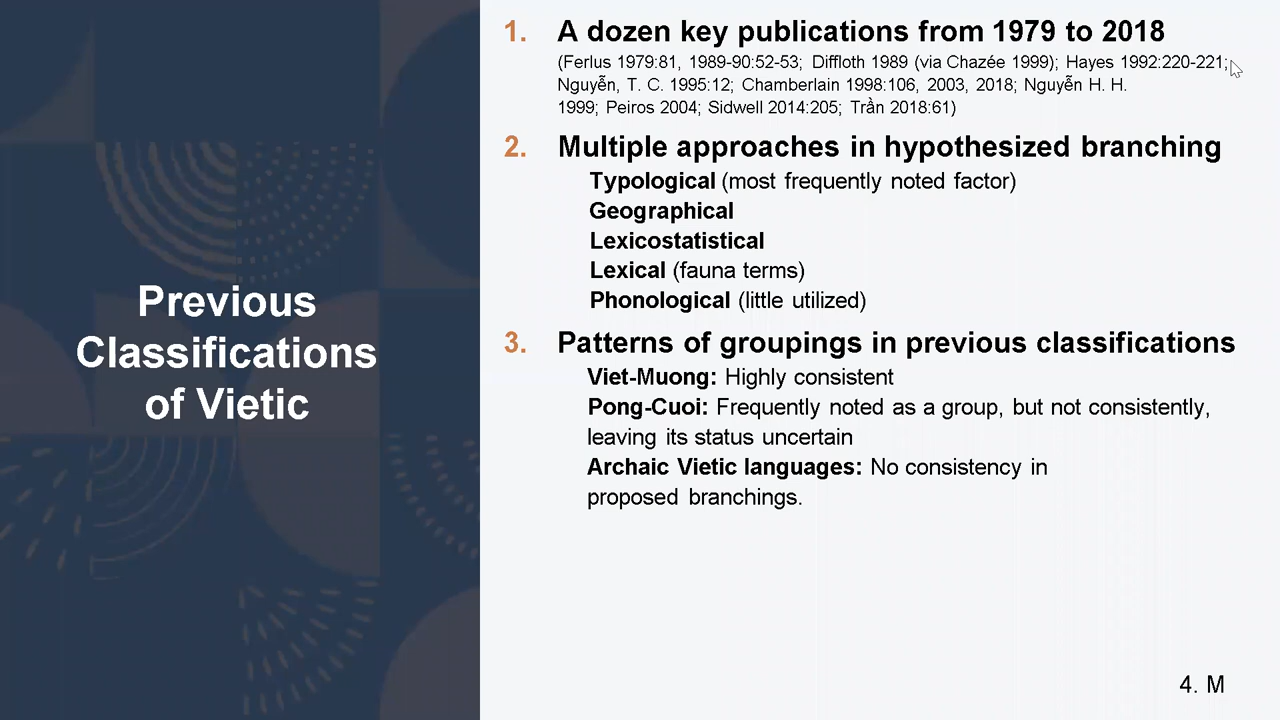 Previous
Classifications
of Vietic
1. A dozen key publications from 1979 to 2018
(Ferlus 1979:81, 1989-90:52-53; Diffloth 1989 (via Chazée 1999); Hayes 1992:220-221;
Nguyễn, T. C. 1995:12; Chamberlain 1998:106, 2003, 2018; Nguyễn H. H.
1999; Peiros 2004; Sidwell 2014:205; Trần 2018:61)
2. Multiple approaches in hypothesized branching
Typological (most frequently noted factor)
Geographical
Lexicostatistical
Lexical (fauna terms)
Phonological (little utilized)
3. Patterns of groupings in previous classifications
Viet-Muong: Highly consistent
Pong-Cuoi: Frequently noted as a group, but not consistently,
leaving its status uncertain
Archaic Vietic languages: No consistency in
proposed branchings.
4. M